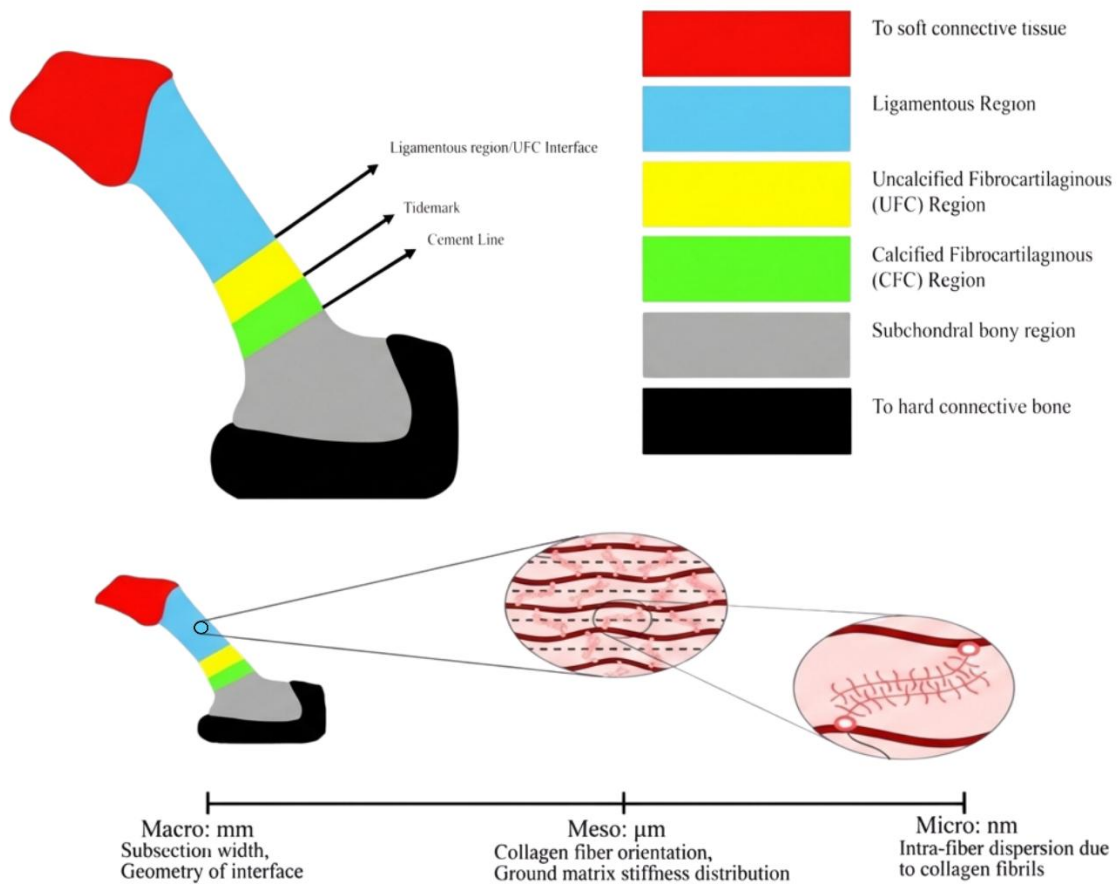 To soft connective tissue
Ligamentous Region
Ligamentous region/UFC Interface
Uncalcified Fibrocartilaginous
(UFC) Region
Tidemark
Cement Line
Calcified Fibrocartilaginous
(CFC) Region
Subchondral bony region
To hard connective bone
Macro: mm
Subsection width,
Geometry of interface
Meso: μm
Collagen fiber orientation,
Ground matrix stiffness distribution
Micro: nm
Intra-fiber dispersion due
to collagen fibrils